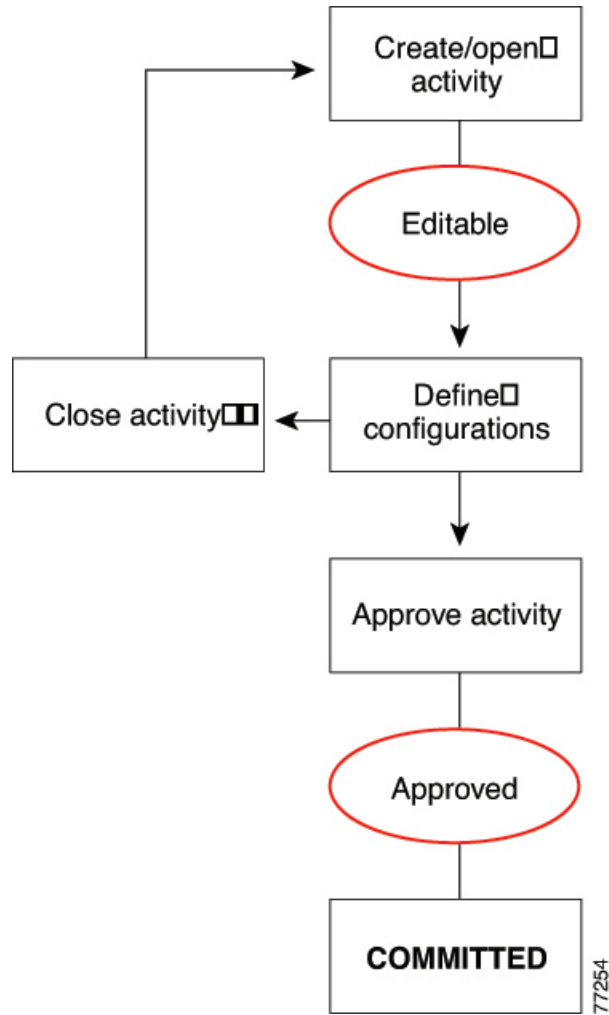 Create/open□
activity
Editable
Define□
configurations
Close activity□□
Approve activity
Approved
COMMITTED
77254